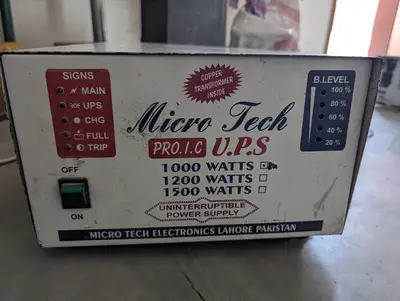 SIGNS
MAIN
UPS
CHG
FULL
TRIP
OFF
ON
COPPER
TRANSFORMER
INSIDE
Micro Tech
PRO.I.C U.P.S
1000 WATTS
1200 WATTS
1500 WATTS
UNINTERRUPTIBLE
POWER SUPPLY
MICRO TECH ELECTRONICS LAHORE PAKISTAN
B.LEVEL
100 %
80 %
60 %
40 %
20 %